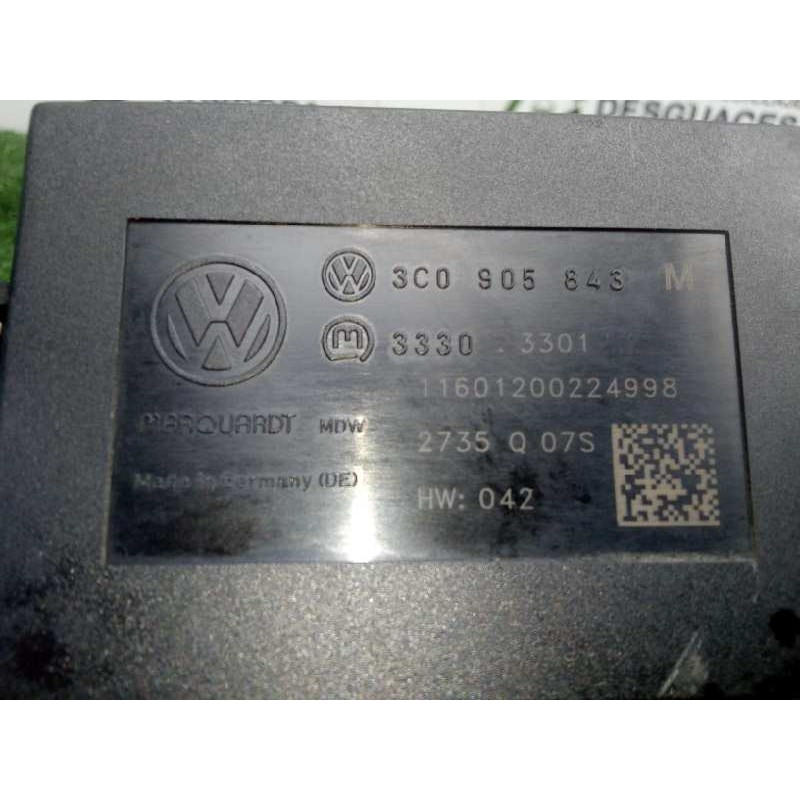 DESGUACES
3C0 905 843 M
3330 . 3301
11601200224998
MARQUARDT MDW 2735 Q 07S
Made in Germany (DE)
HW: 042